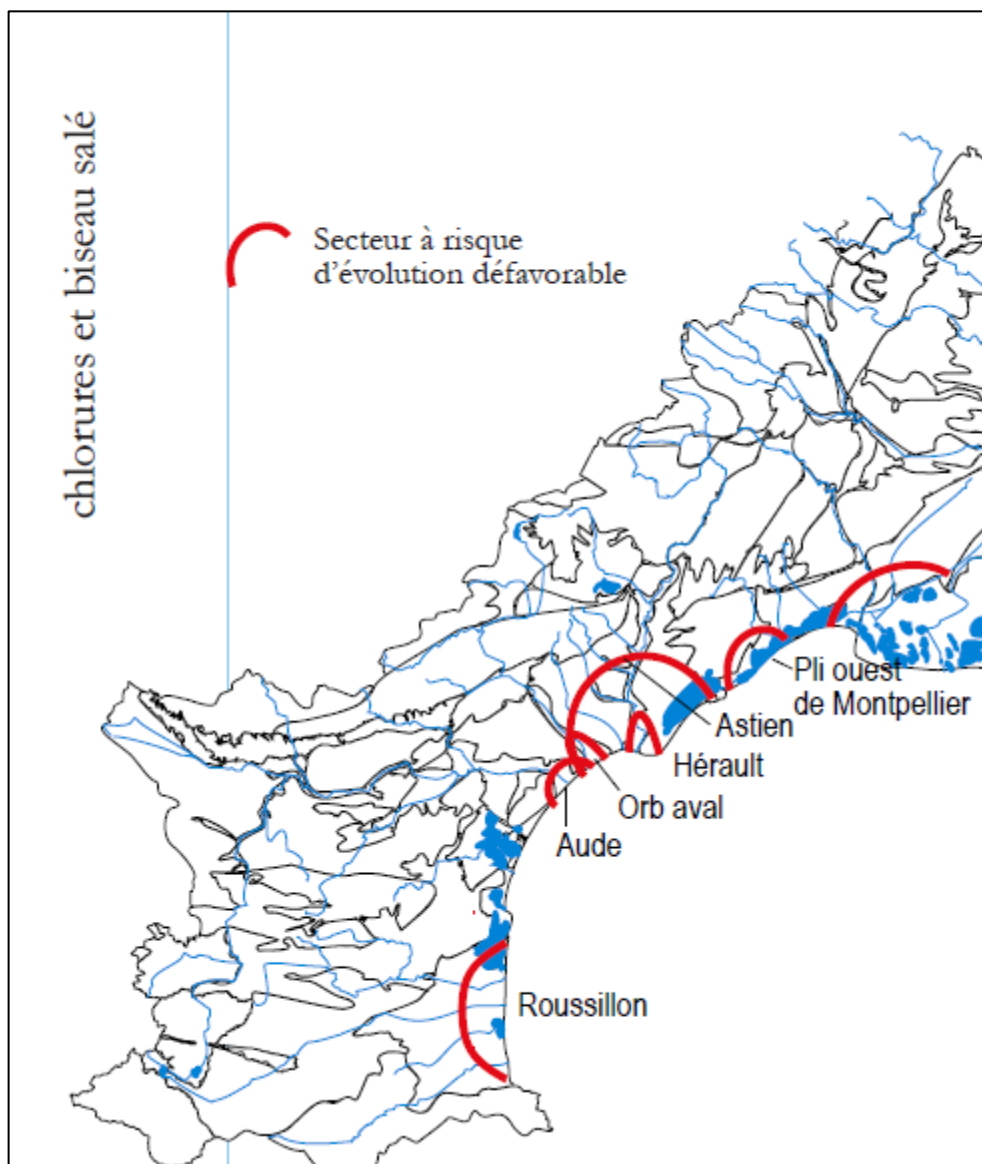 chlorures et biseau salé
Secteur à risque
d'évolution défavorable
Pli ouest
de Montpellier
Astien
Hérault
Orb aval
Aude
Roussillon